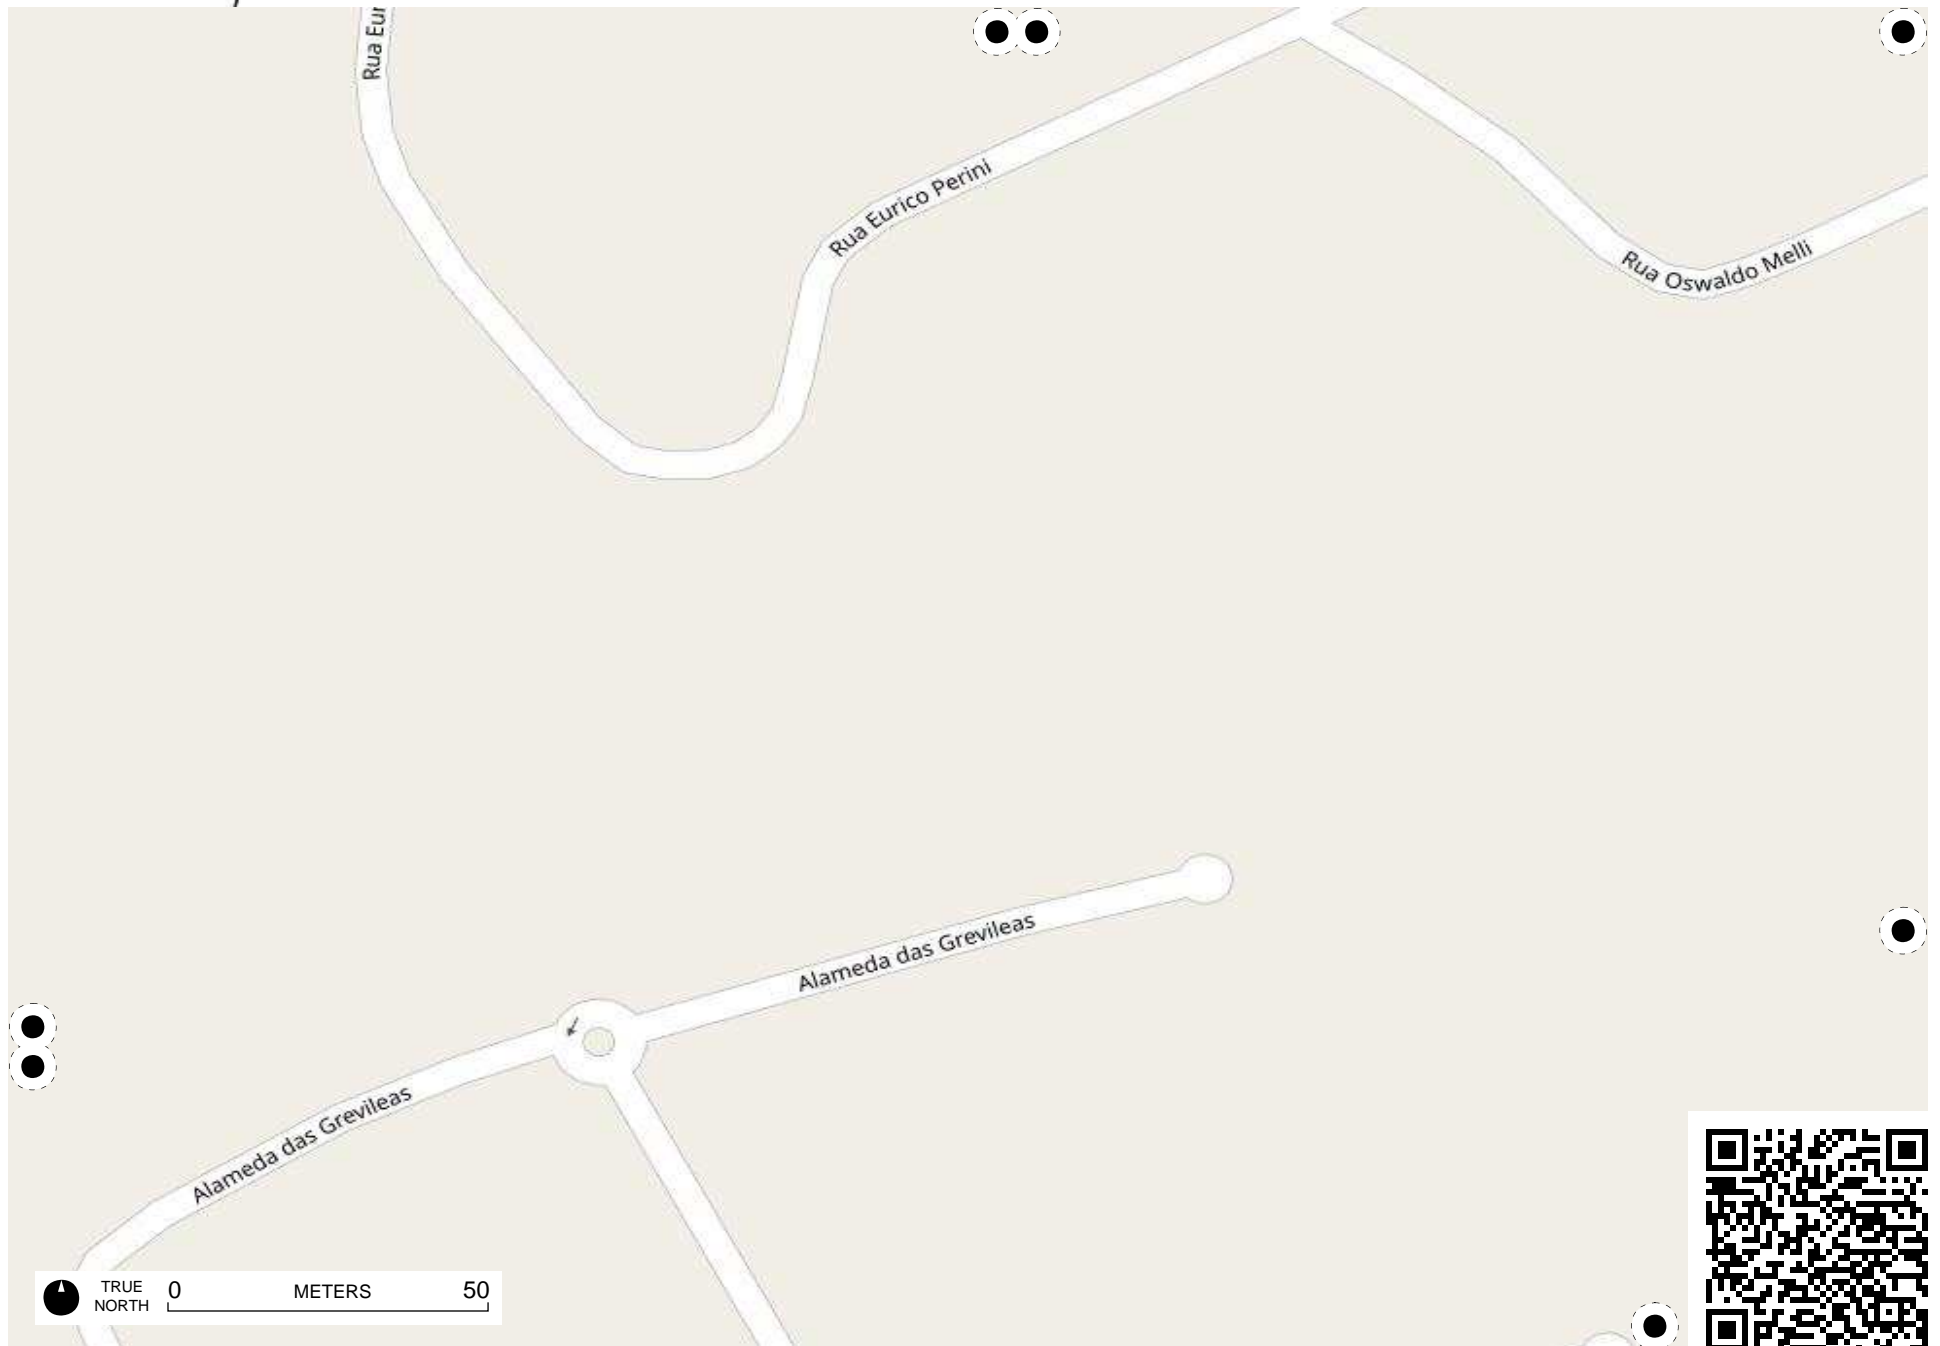 Rua Eur
Rua Eurico Perini
Rua Oswaldo Melli
Alameda das Grevileas
Alameda das Grevileas
TRUE
NORTH
0 METERS 50